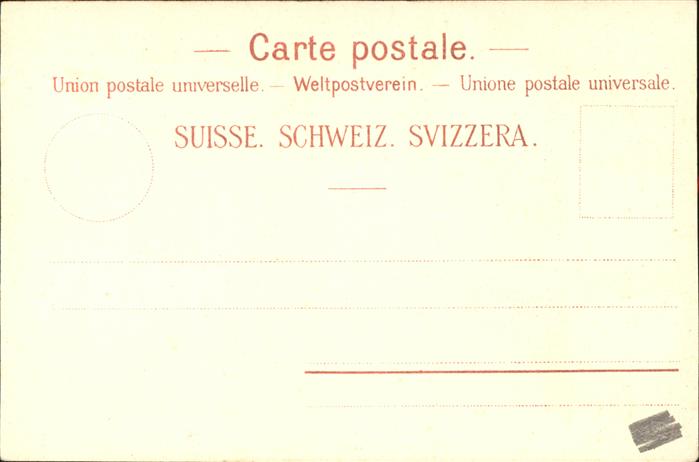 — Carte postale. —
Union postale universelle. — Weltpostverein. — Unione postale universale.
SUISSE. SCHWEIZ. SVIZZERA.